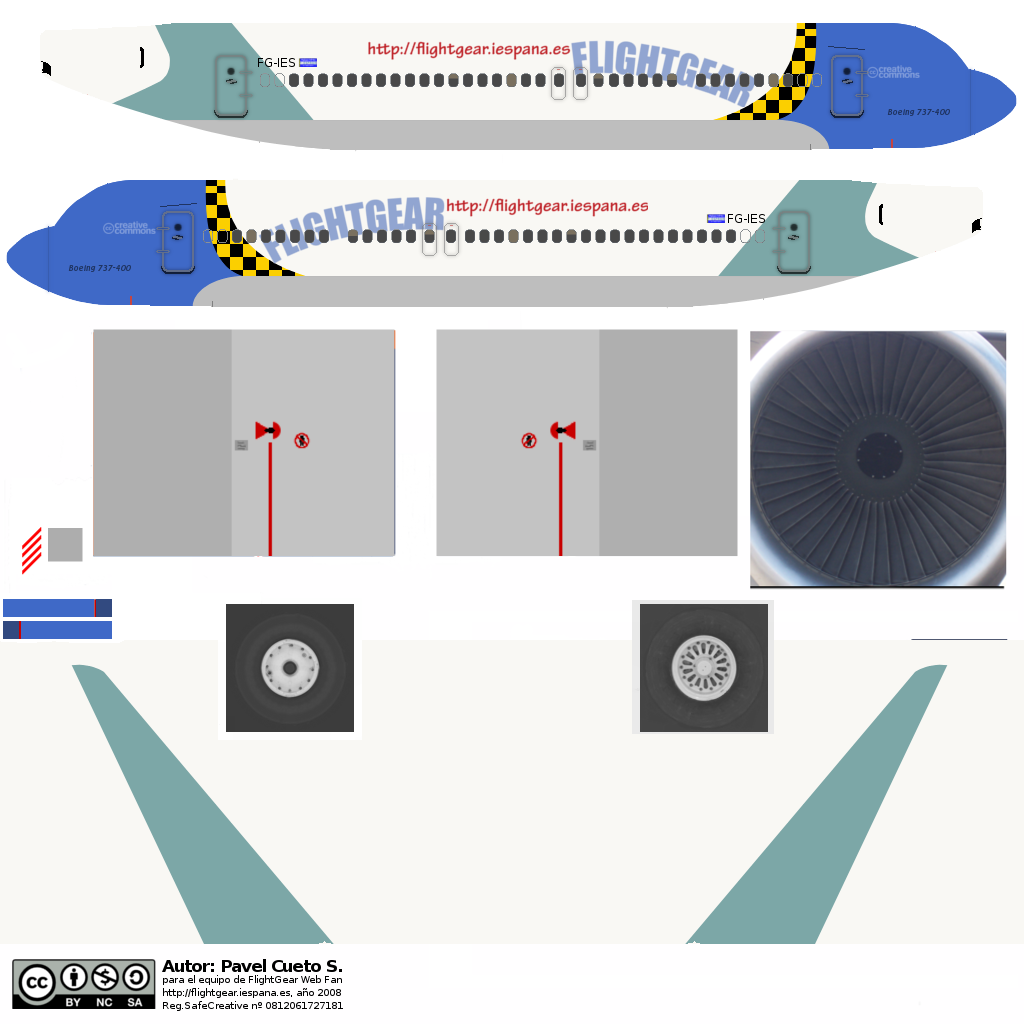 http://flightgear.iespana.es
FLIGHTGEAR
FG-IES
creative
commons
Boeing 737-400
FLIGHTGEAR
http://flightgear.iespana.es
FG-IES
creative
commons
Boeing 737-400
cc BY NC SA
Autor: Pavel Cueto S.
para el equipo de FlightGear Web Fan
http://flightgear.iespana.es, año 2008
Reg.SafeCreative nº 0812061727181